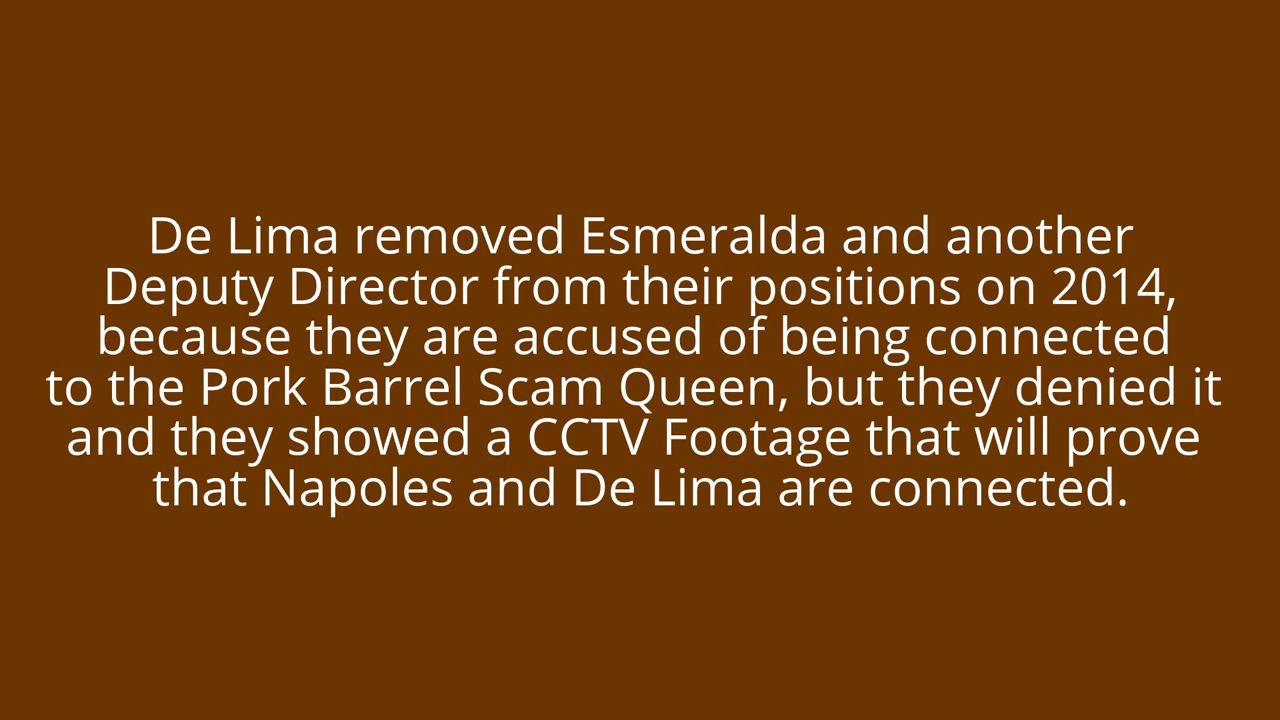 De Lima removed Esmeralda and another
Deputy Director from their positions on 2014,
because they are accused of being connected
to the Pork Barrel Scam Queen, but they denied it
and they showed a CCTV Footage that will prove
that Napoles and De Lima are connected.